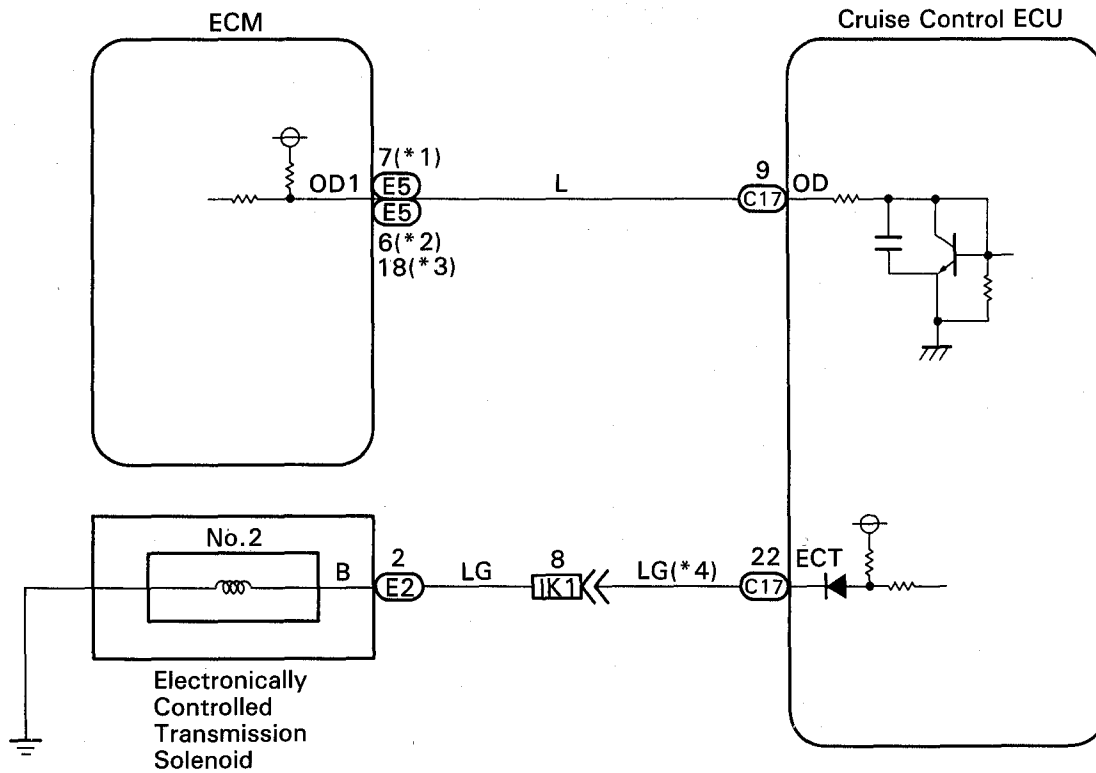 ECM
Cruise Control ECU
7(*1)
OD1
E5
L
9
C17
OD
E5
6(*2)
18(*3)
No.2
B
2
E2
LG
8
IK1
LG(*4)
22
C17
ECT
Electronically
Controlled
Transmission
Solenoid